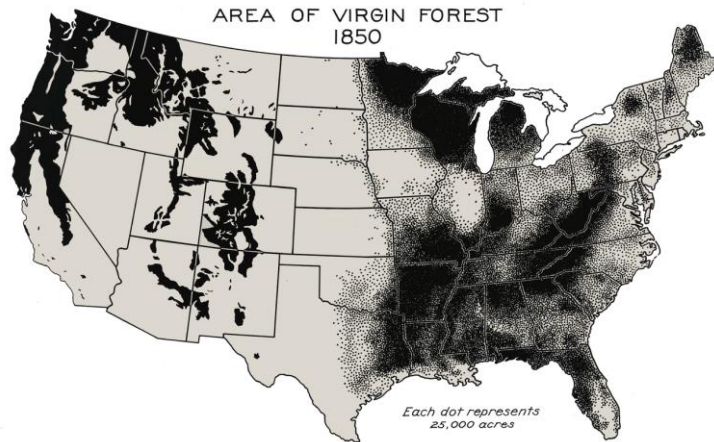 AREA OF VIRGIN FOREST
1850
Each dot represents
25,000 acres